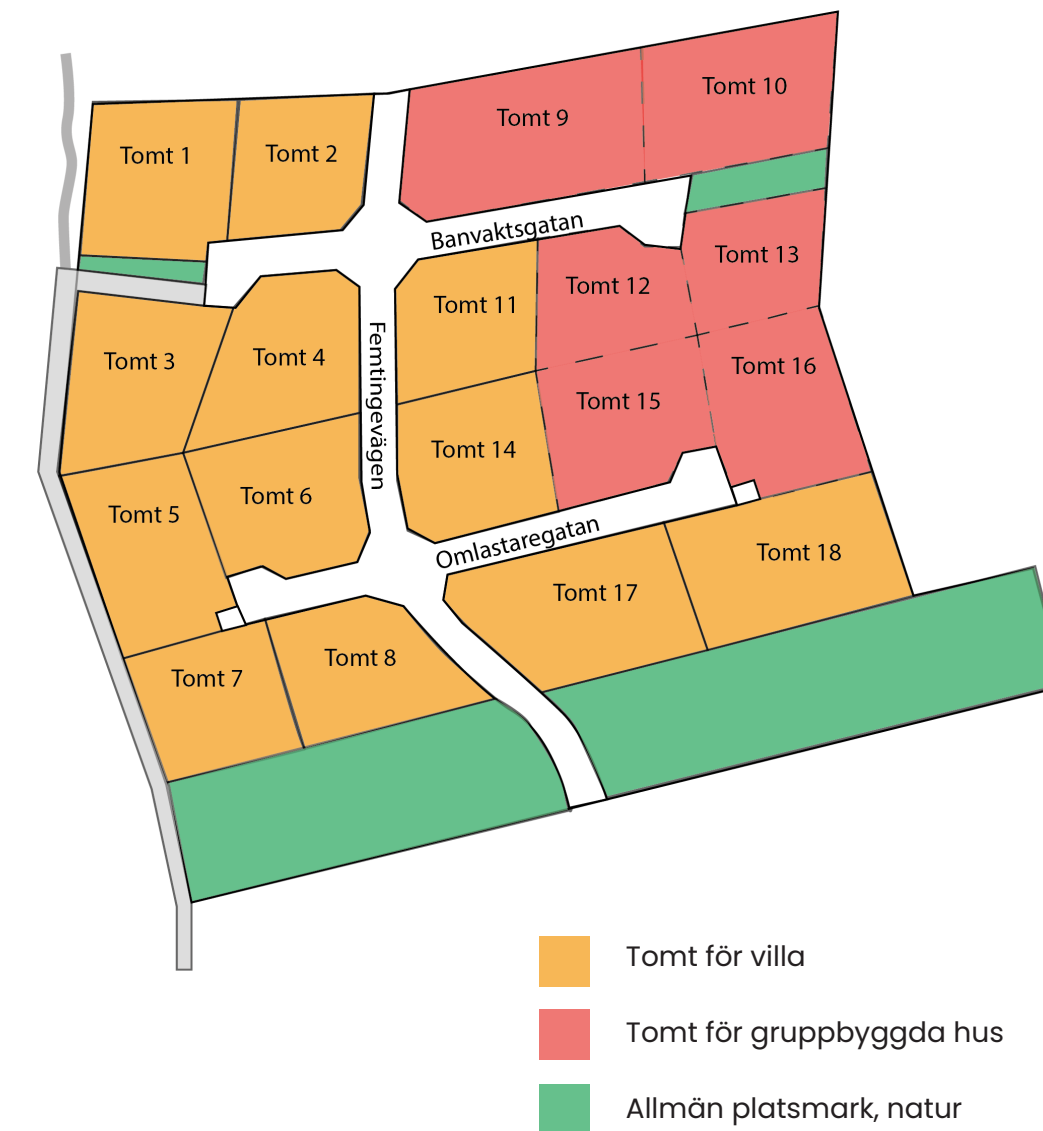 Tomt 10
Tomt 9
Tomt 1
Tomt 2
Banvaktsgatan
Tomt 13
Tomt 12
Tomt 11
Tomt 3
Tomt 4
Femtingevägen
Tomt 16
Tomt 15
Tomt 14
Tomt 6
Tomt 5
Omlastaregatan
Tomt 18
Tomt 17
Tomt 8
Tomt 7
Tomt för villa
Tomt för gruppbyggda hus
Allmän platsmark, natur